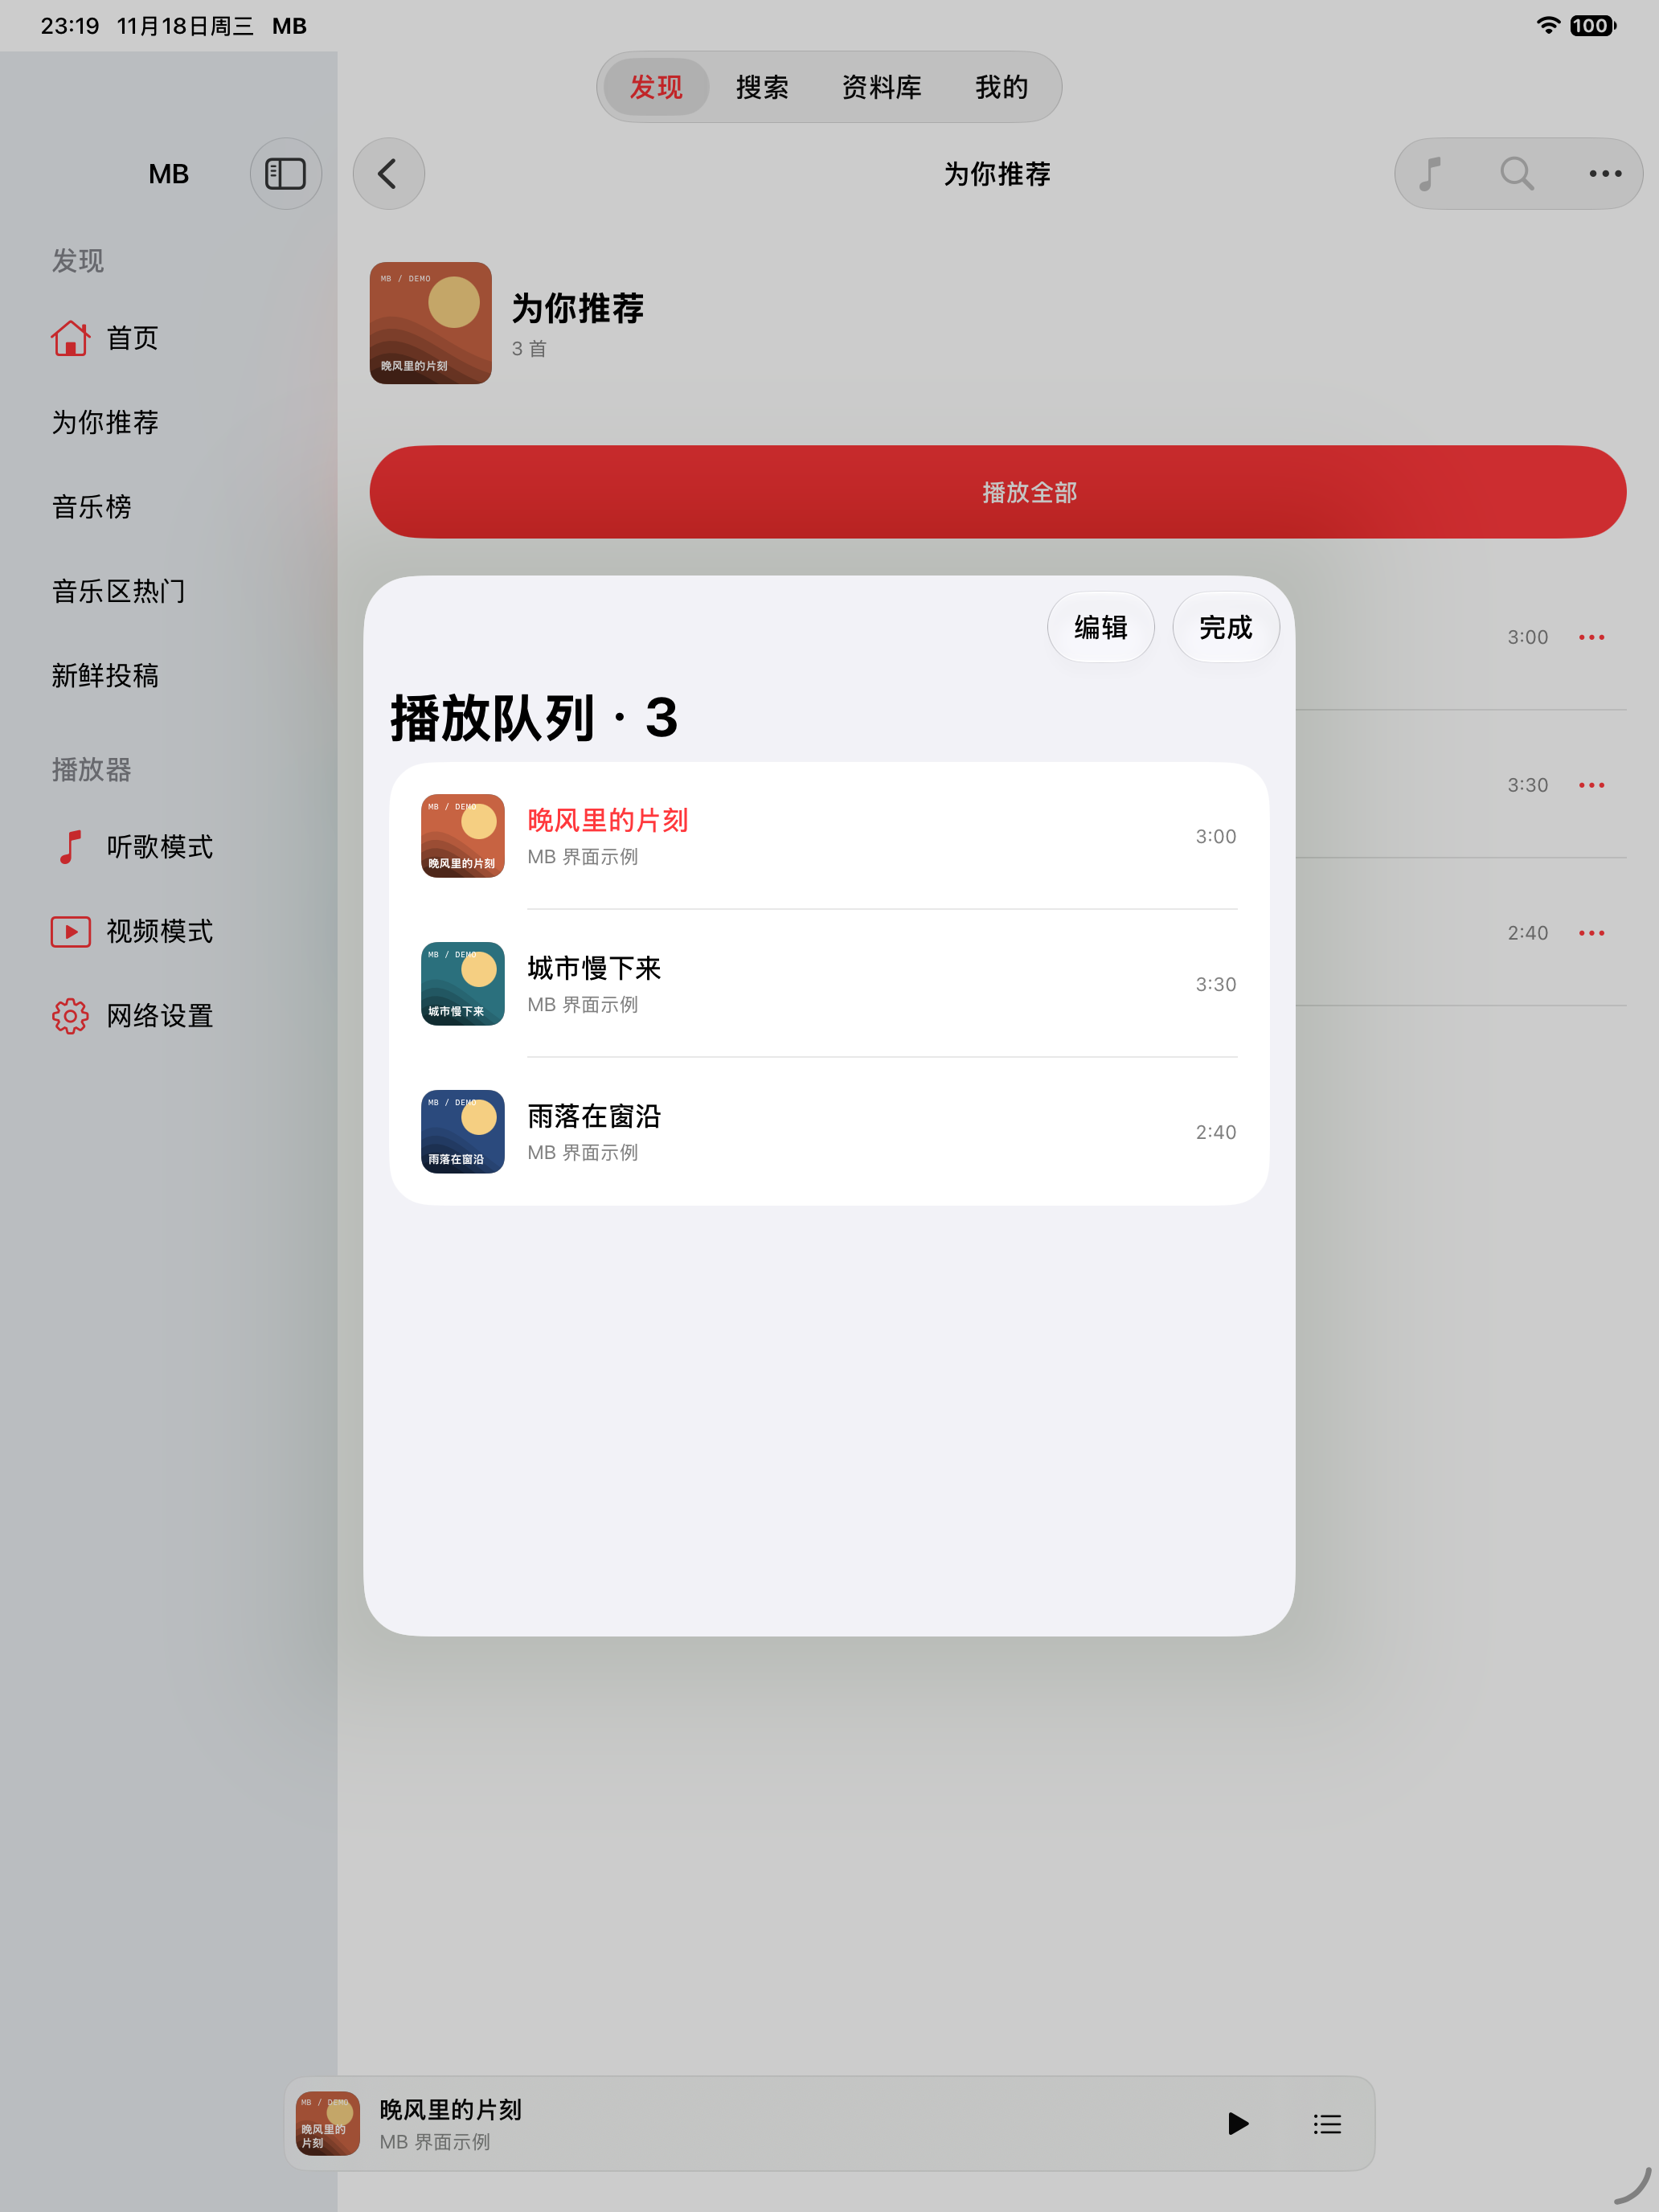 23:19 11月18日周三 MB
100
发现 搜索 资料库 我的
MB
为你推荐
发现
首页
为你推荐
音乐榜
音乐区热门
新鲜投稿
播放器
听歌模式
视频模式
网络设置
MB / DEMO
晚风里的片刻
为你推荐
3 首
播放全部
3:00
3:30
2:40
编辑 完成
播放队列 · 3
MB / DEMO
晚风里的片刻
晚风里的片刻
MB 界面示例
3:00
MB / DEMO
城市慢下来
城市慢下来
MB 界面示例
3:30
MB / DEMO
雨落在窗沿
雨落在窗沿
MB 界面示例
2:40
MB / DEMO
晚风里的
片刻
晚风里的片刻
MB 界面示例